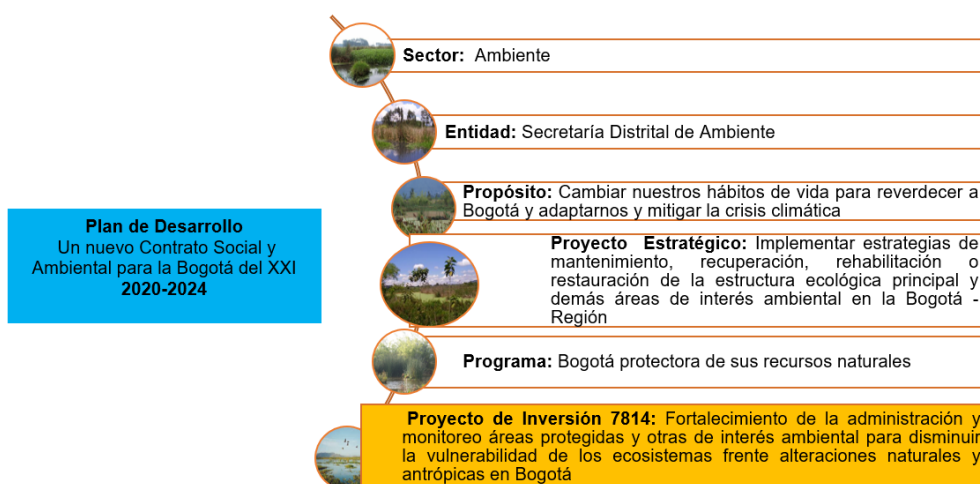 Plan de Desarrollo
Un nuevo Contrato Social y
Ambiental para la Bogotá del XXI
2020-2024
Sector: Ambiente
Entidad: Secretaría Distrital de Ambiente
Propósito: Cambiar nuestros hábitos de vida para reverdecer a
Bogotá y adaptarnos y mitigar la crisis climática
Proyecto Estratégico: Implementar estrategias de
mantenimiento, recuperación, rehabilitación o
restauración de la estructura ecológica principal y
demás áreas de interés ambiental en la Bogotá -
Región
Programa: Bogotá protectora de sus recursos naturales
Proyecto de Inversión 7814: Fortalecimiento de la administración y
monitoreo áreas protegidas y otras de interés ambiental para disminuir
la vulnerabilidad de los ecosistemas frente alteraciones naturales y
antrópicas en Bogotá